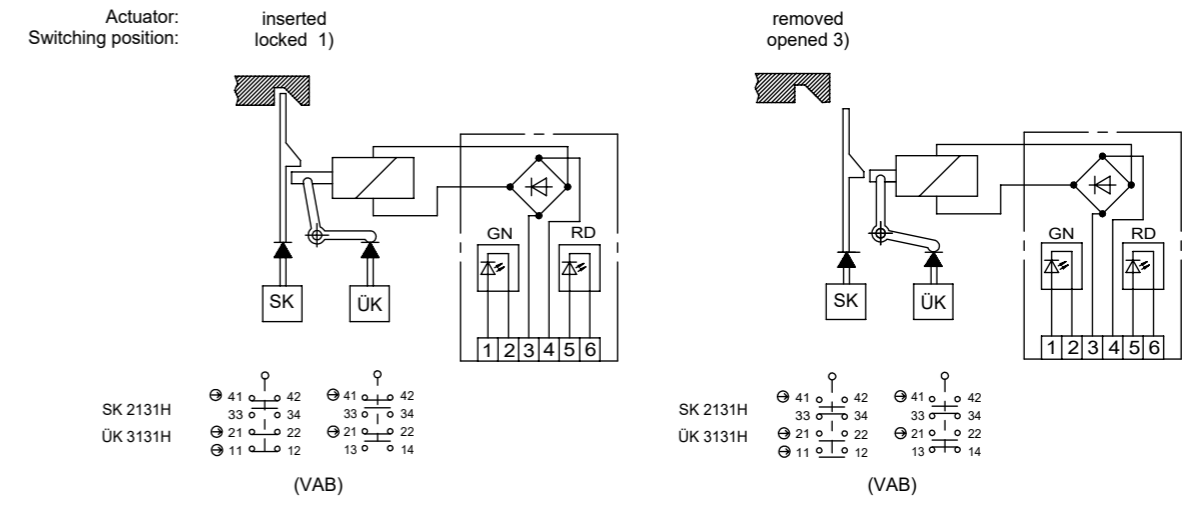 Actuator: inserted removed
Switching position: locked 1) opened 3)
GN RD GN RD
SK ÜK SK ÜK
1 2 3 4 5 6 1 2 3 4 5 6
41 42 41 42 41 42 41 42
SK 2131H 33 34 33 34 SK 2131H 33 34 33 34
ÜK 3131H 21 22 21 22 ÜK 3131H 21 22 21 22
11 12 13 14 11 12 13 14
(VAB) (VAB)